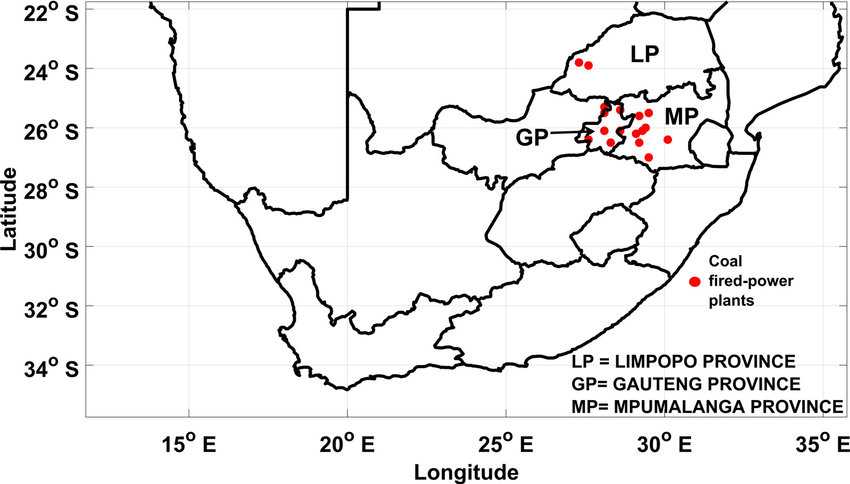 22° S
24° S
26° S
28° S
30° S
32° S
34° S
Latitude
LP
MP
GP
Coal
fired-power
plants
LP = LIMPOPO PROVINCE
GP= GAUTENG PROVINCE
MP= MPUMALANGA PROVINCE
15° E
20° E
25° E
30° E
35° E
Longitude